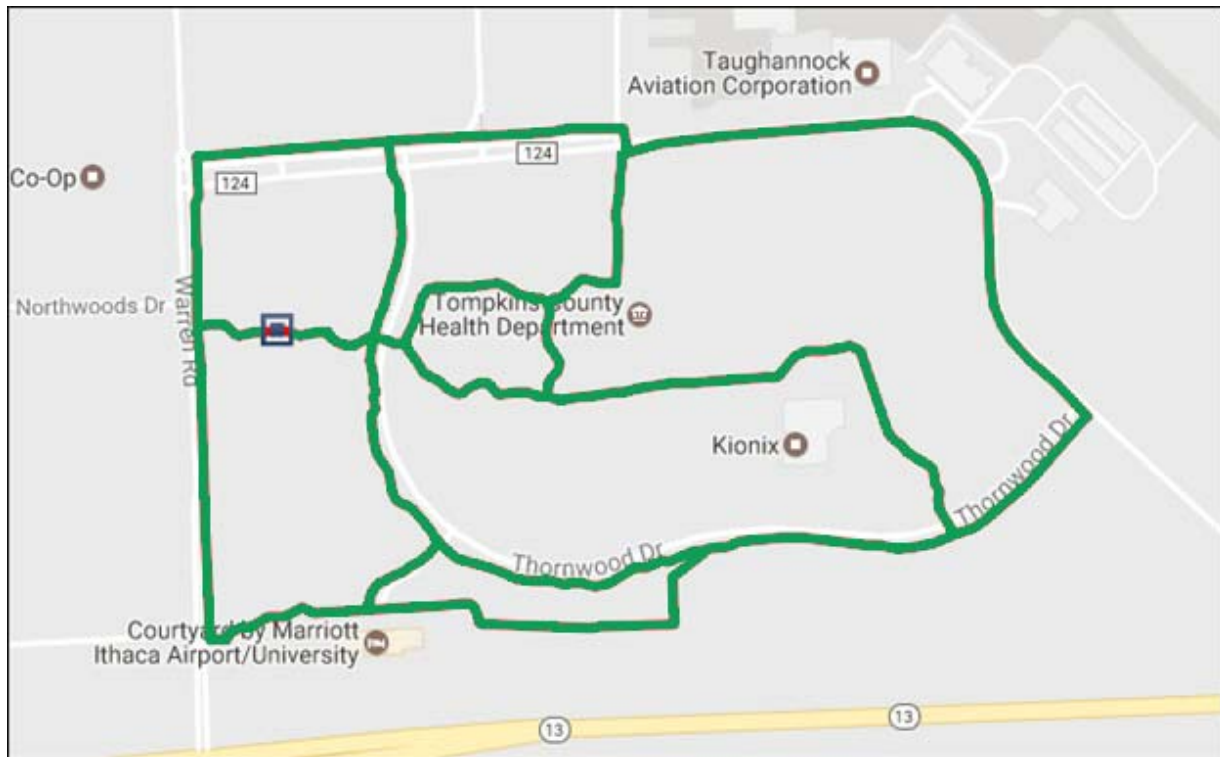 Taughannock
Aviation Corporation
124
Co-Op
124
Northwoods Dr
Warren Rd
Tompkins County
Health Department
Kionix
Thornwood Dr
Thornwood Dr
Courtyard by Marriott
Ithaca Airport/University
13
13